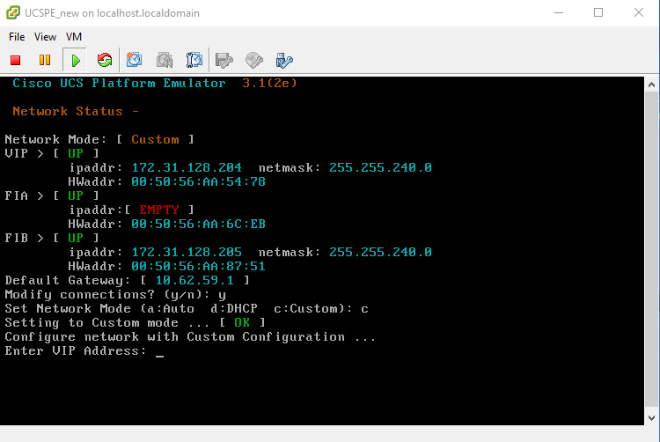 UCSPE_new on localhost.localdomain
File View VM
Cisco UCS Platform Emulator 3.1(2e)
Network Status -
Network Mode: [ Custom ]
VIP > [ UP ]
ipaddr: 172.31.128.204 netmask: 255.255.240.0
HWaddr: 00:50:56:AA:54:78
FIA > [ UP ]
ipaddr:[ EMPTY ]
HWaddr: 00:50:56:AA:6C:EB
FIB > [ UP ]
ipaddr: 172.31.128.205 netmask: 255.255.240.0
HWaddr: 00:50:56:AA:87:51
Default Gateway: [ 10.62.59.1 ]
Modify connections? (y/n): y
Set Network Mode (a:Auto d:DHCP c:Custom): c
Setting to Custom mode ... [ OK ]
Configure network with Custom Configuration ...
Enter VIP Address: _